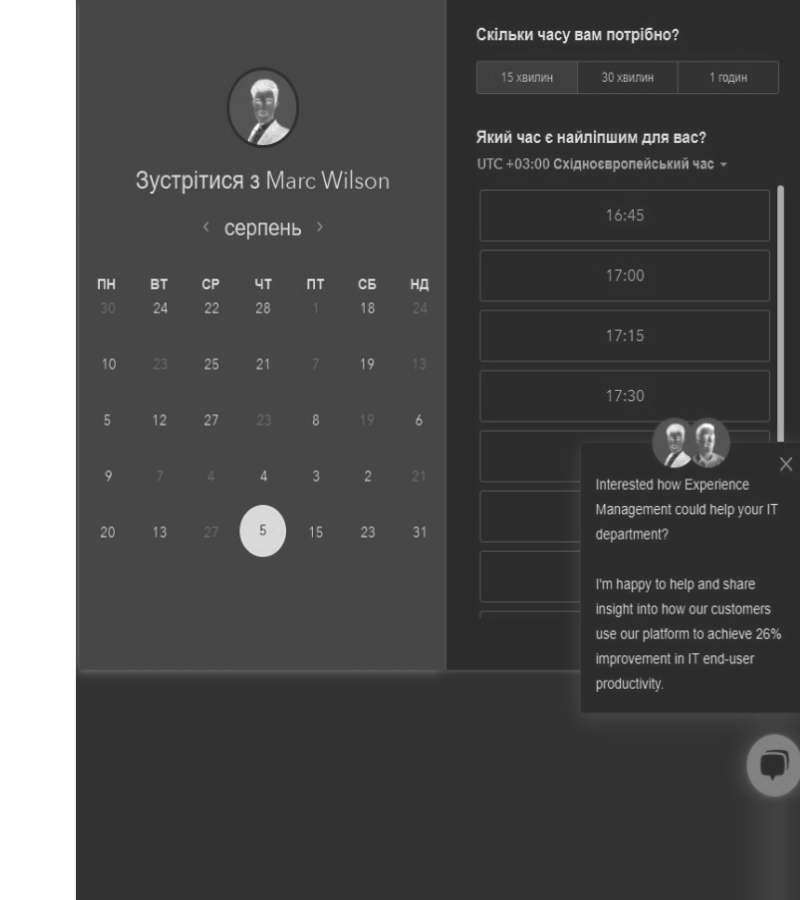 Зустрітися з Marc Wilson
серпень
ПН ВТ СР ЧТ ПТ СБ НД
30 24 22 28 1 18 24
10 23 25 21 7 19 13
5 12 27 23 8 19 6
9 7 4 4 3 2 21
20 13 27 5 15 23 31
Скільки часу вам потрібно?
15 хвилин 30 хвилин 1 годин
Який час є найліпшим для вас?
UTC +03:00 Східноєвропейський час
16:45
17:00
17:15
17:30
Interested how Experience
Management could help your IT
department?
I'm happy to help and share
insight into how our customers
use our platform to achieve 26%
improvement in IT end-user
productivity.